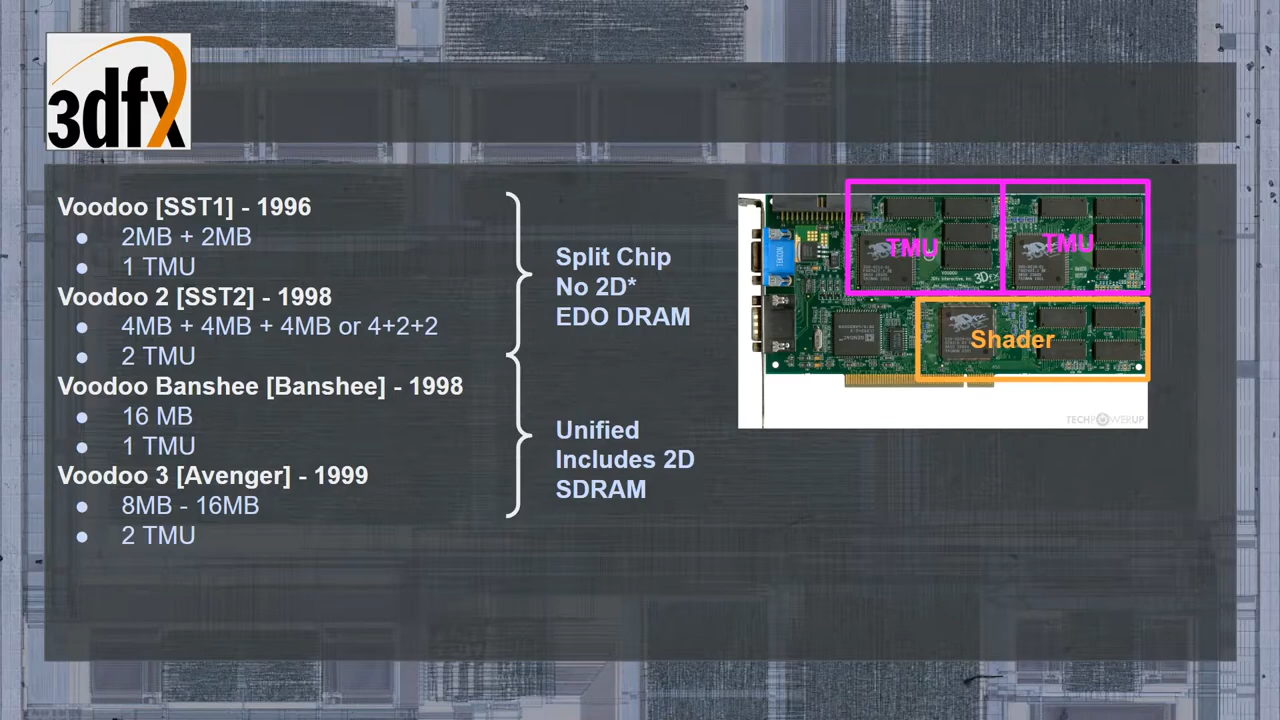 3dfx
Voodoo [SST1] - 1996
● 2MB + 2MB
● 1 TMU
Voodoo 2 [SST2] - 1998
● 4MB + 4MB + 4MB or 4+2+2
● 2 TMU
Voodoo Banshee [Banshee] - 1998
● 16 MB
● 1 TMU
Voodoo 3 [Avenger] - 1999
● 8MB - 16MB
● 2 TMU
Split Chip
No 2D*
EDO DRAM
Unified
Includes 2D
SDRAM
TMU
TMU
Shader
TECHPOWERUP